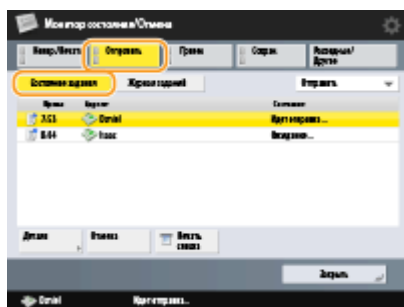 Монитор состояния/Отмена
Копир./Печать
Отправить
Прием
Сохран.
Расходные/
Другое
Состояние задания
Журнал заданий
Отправить
Время
Адресат
Состояние
7:53
Daniel
Идет отправка...
8:44
Isaac
Ожидание...
Детали
Отмена
Печать
списка
Закрыть
Daniel
Идет отправка...